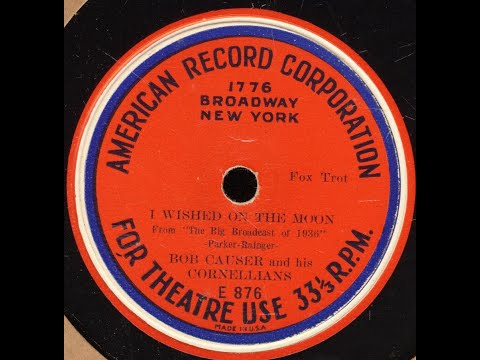 AMERICAN RECORD CORPORATION
1776
BROADWAY
NEW YORK
Fox Trot
I WISHED ON THE MOON
From "The Big Broadcast of 1936"
-Parker-Rainger-
BOB CAUSER and his
CORNELLIANS
E 876
FOR THEATRE USE 33⅓ R.P.M.
MADE IN U.S.A.